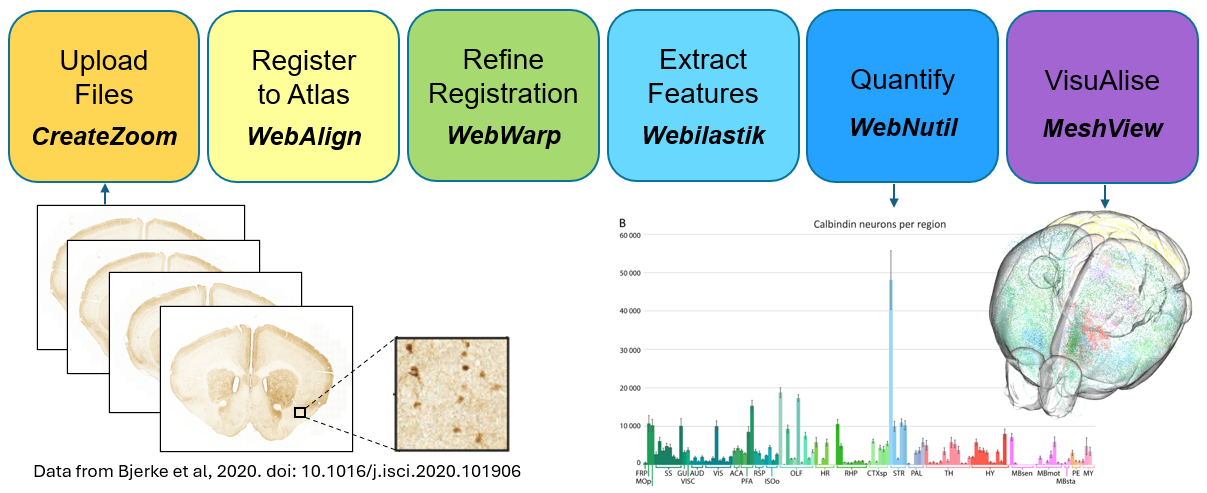 Upload
Files
CreateZoom
Register
to Atlas
WebAlign
Refine
Registration
WebWarp
Extract
Features
Webilastik
Quantify
WebNutil
VisuAlise
MeshView
B
Calbindin neurons per region
60 000
50 000
40 000
30 000
20 000
10 000
0
FRP
MOp
SS
GU
VISC
AUD
VIS
ACA
PFA
RSP
ISOo
OLF
HR
RHP
CTXsp
STR
PAL
TH
HY
MBsen
MBmot
MBsta
PE
MY
Data from Bjerke et al, 2020. doi: 10.1016/j.isci.2020.101906